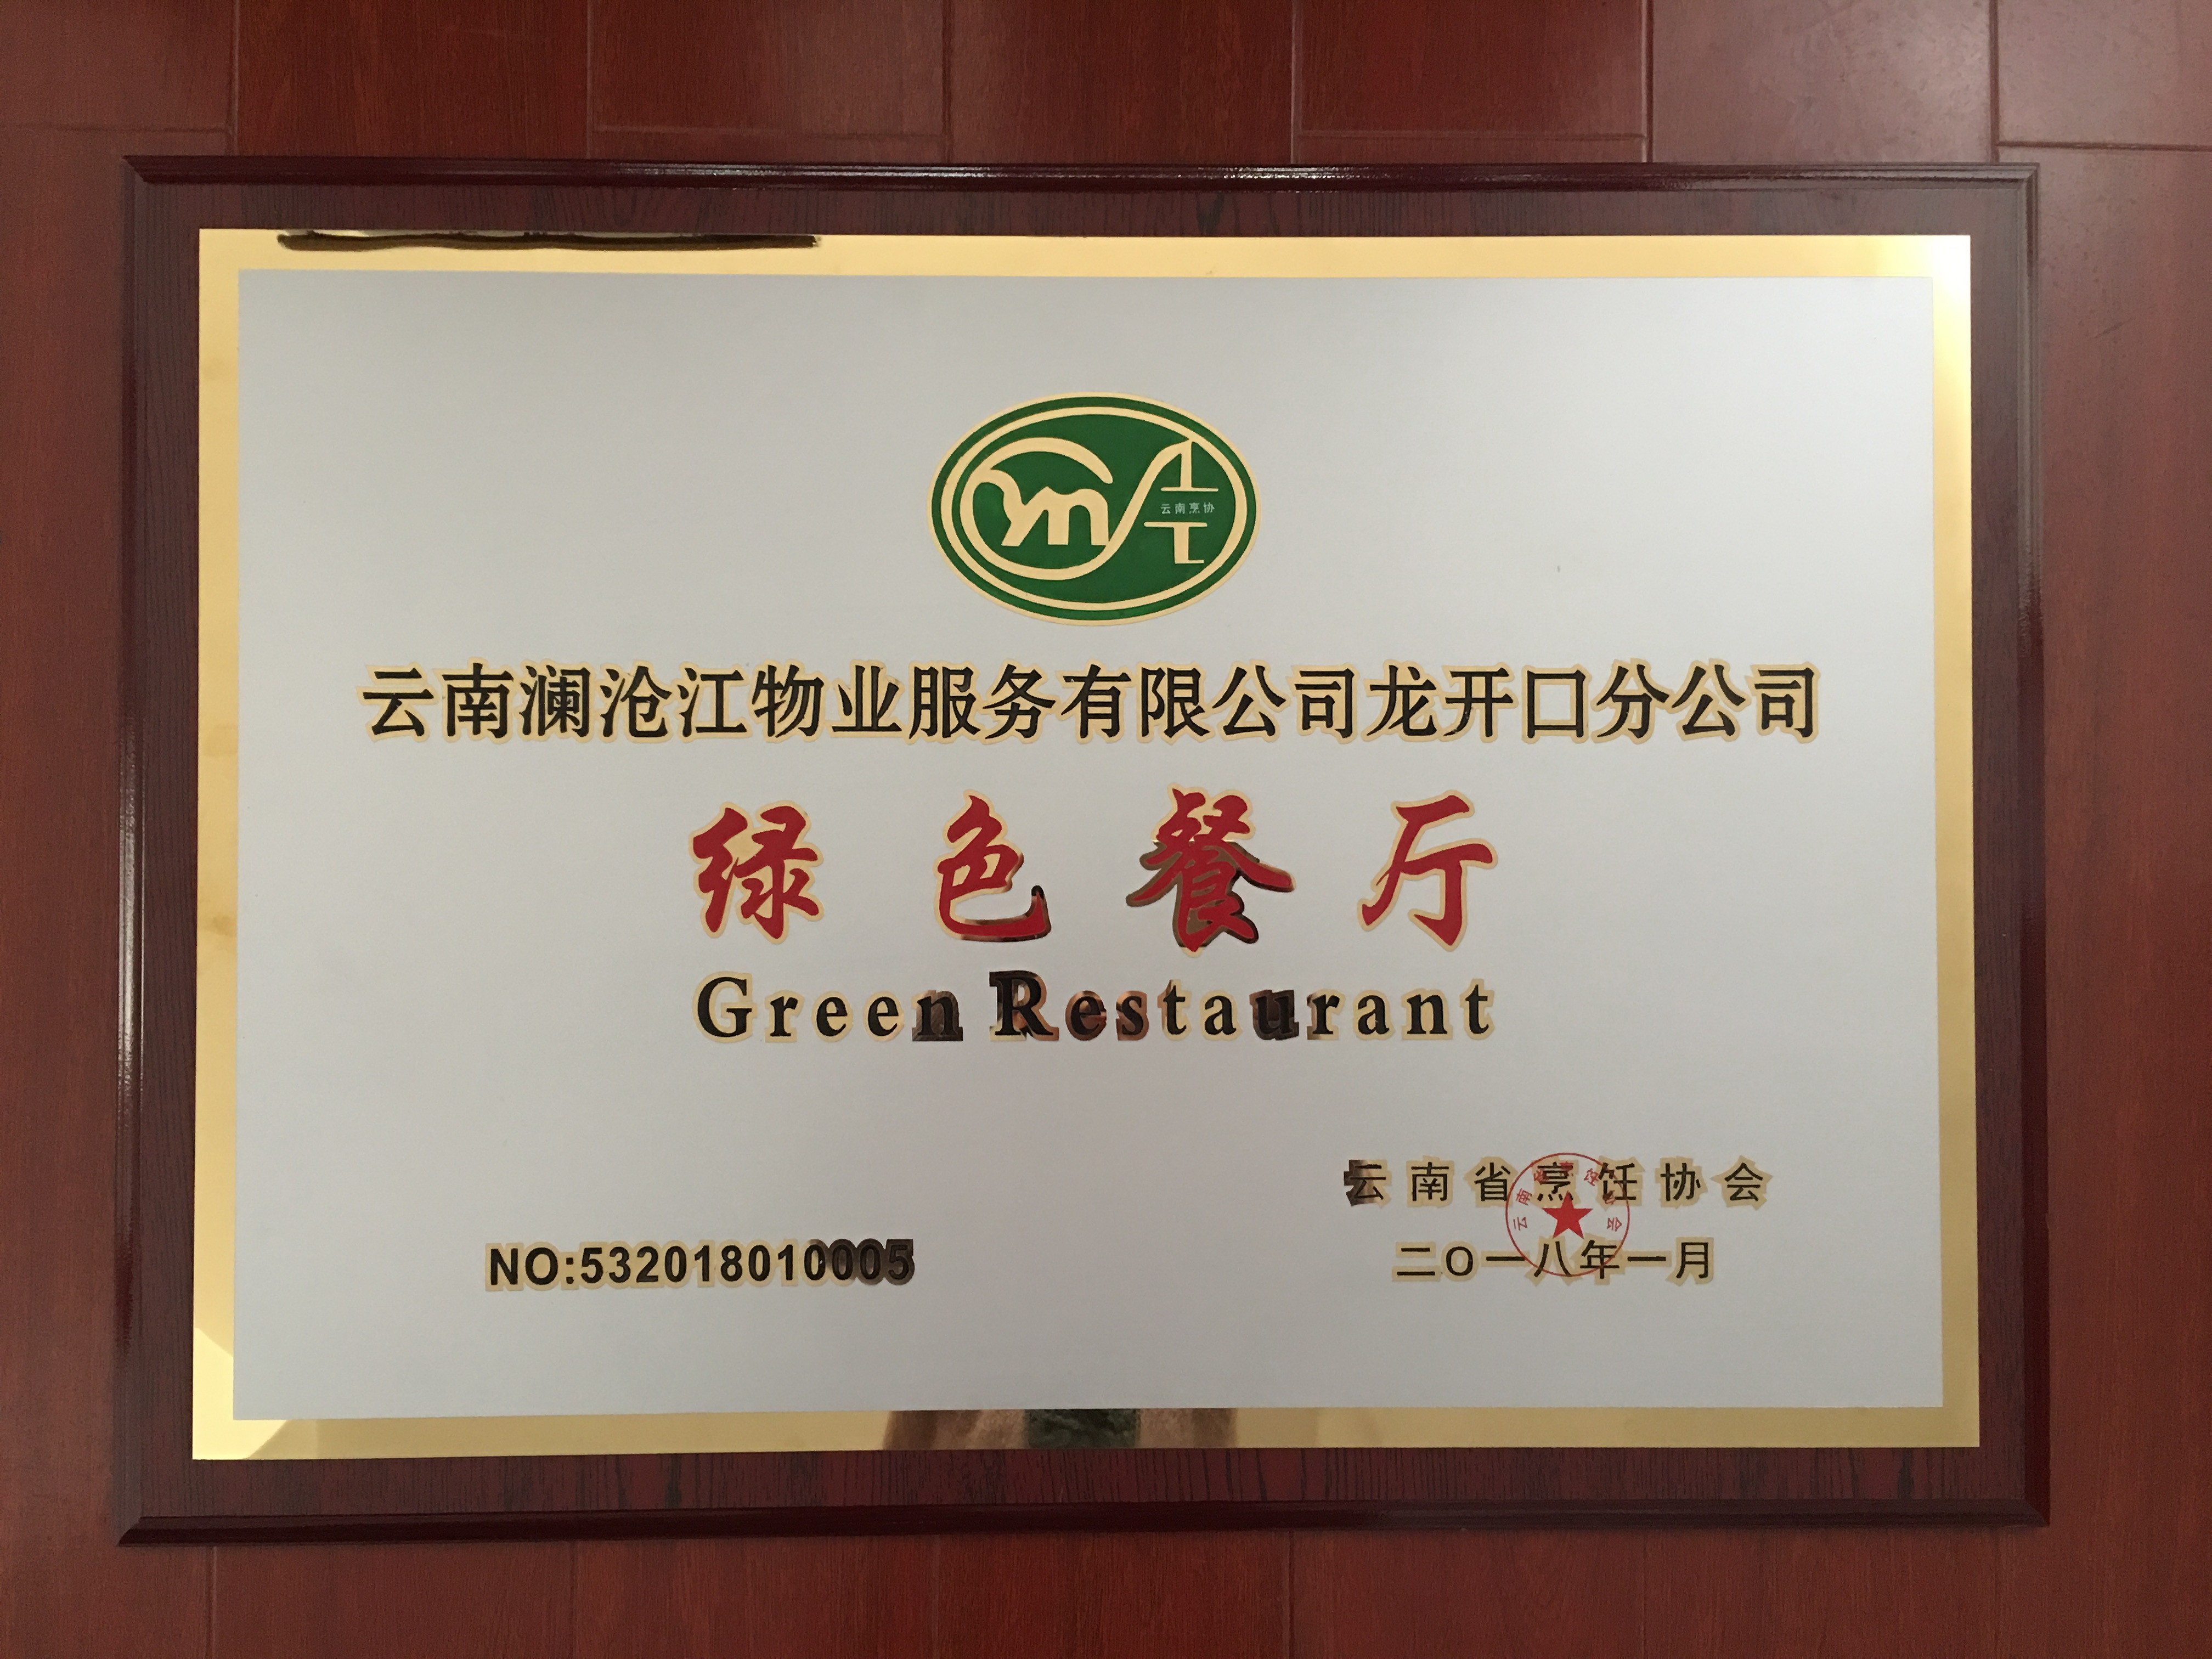 云南烹协
云南澜沧江物业服务有限公司龙开口分公司
绿色餐厅
Green Restaurant
云南省烹饪协会
NO:532018010005
二〇一八年一月